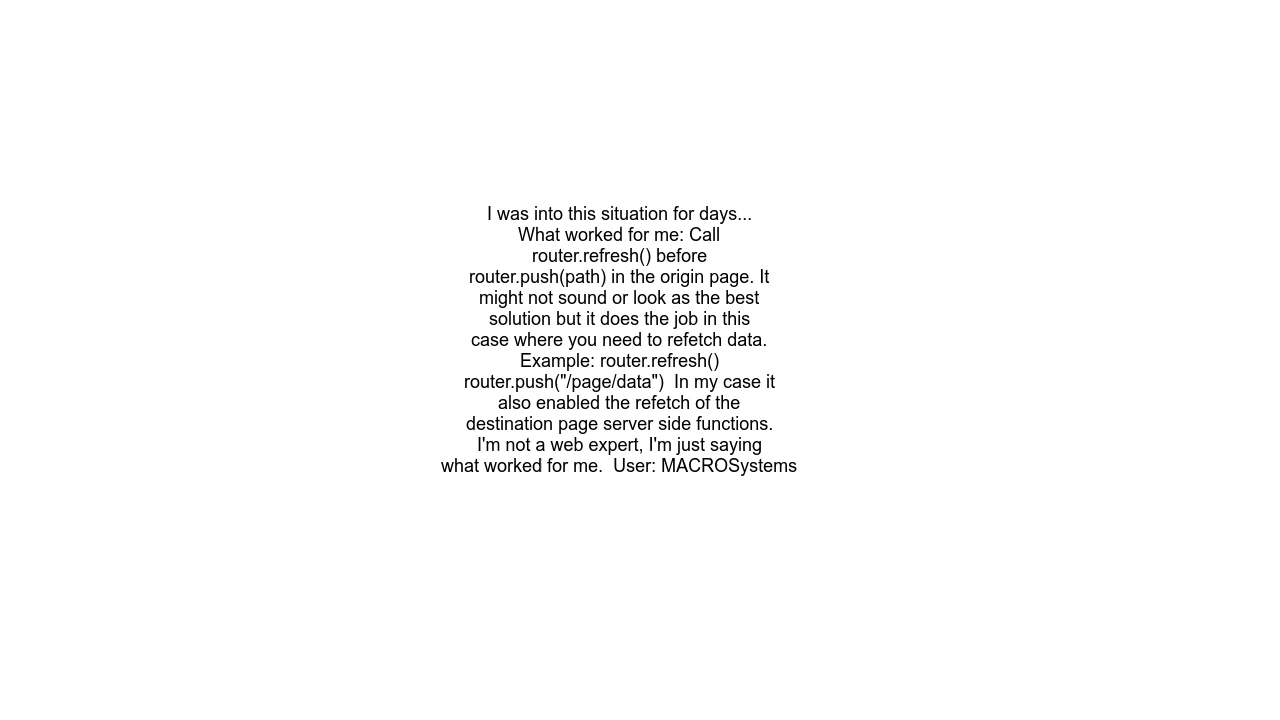 I was into this situation for days...
What worked for me: Call
router.refresh() before
router.push(path) in the origin page. It
might not sound or look as the best
solution but it does the job in this
case where you need to refetch data.
Example: router.refresh()
router.push("/page/data")  In my case it
also enabled the refetch of the
destination page server side functions.
I'm not a web expert, I'm just saying
what worked for me.  User: MACROSystems